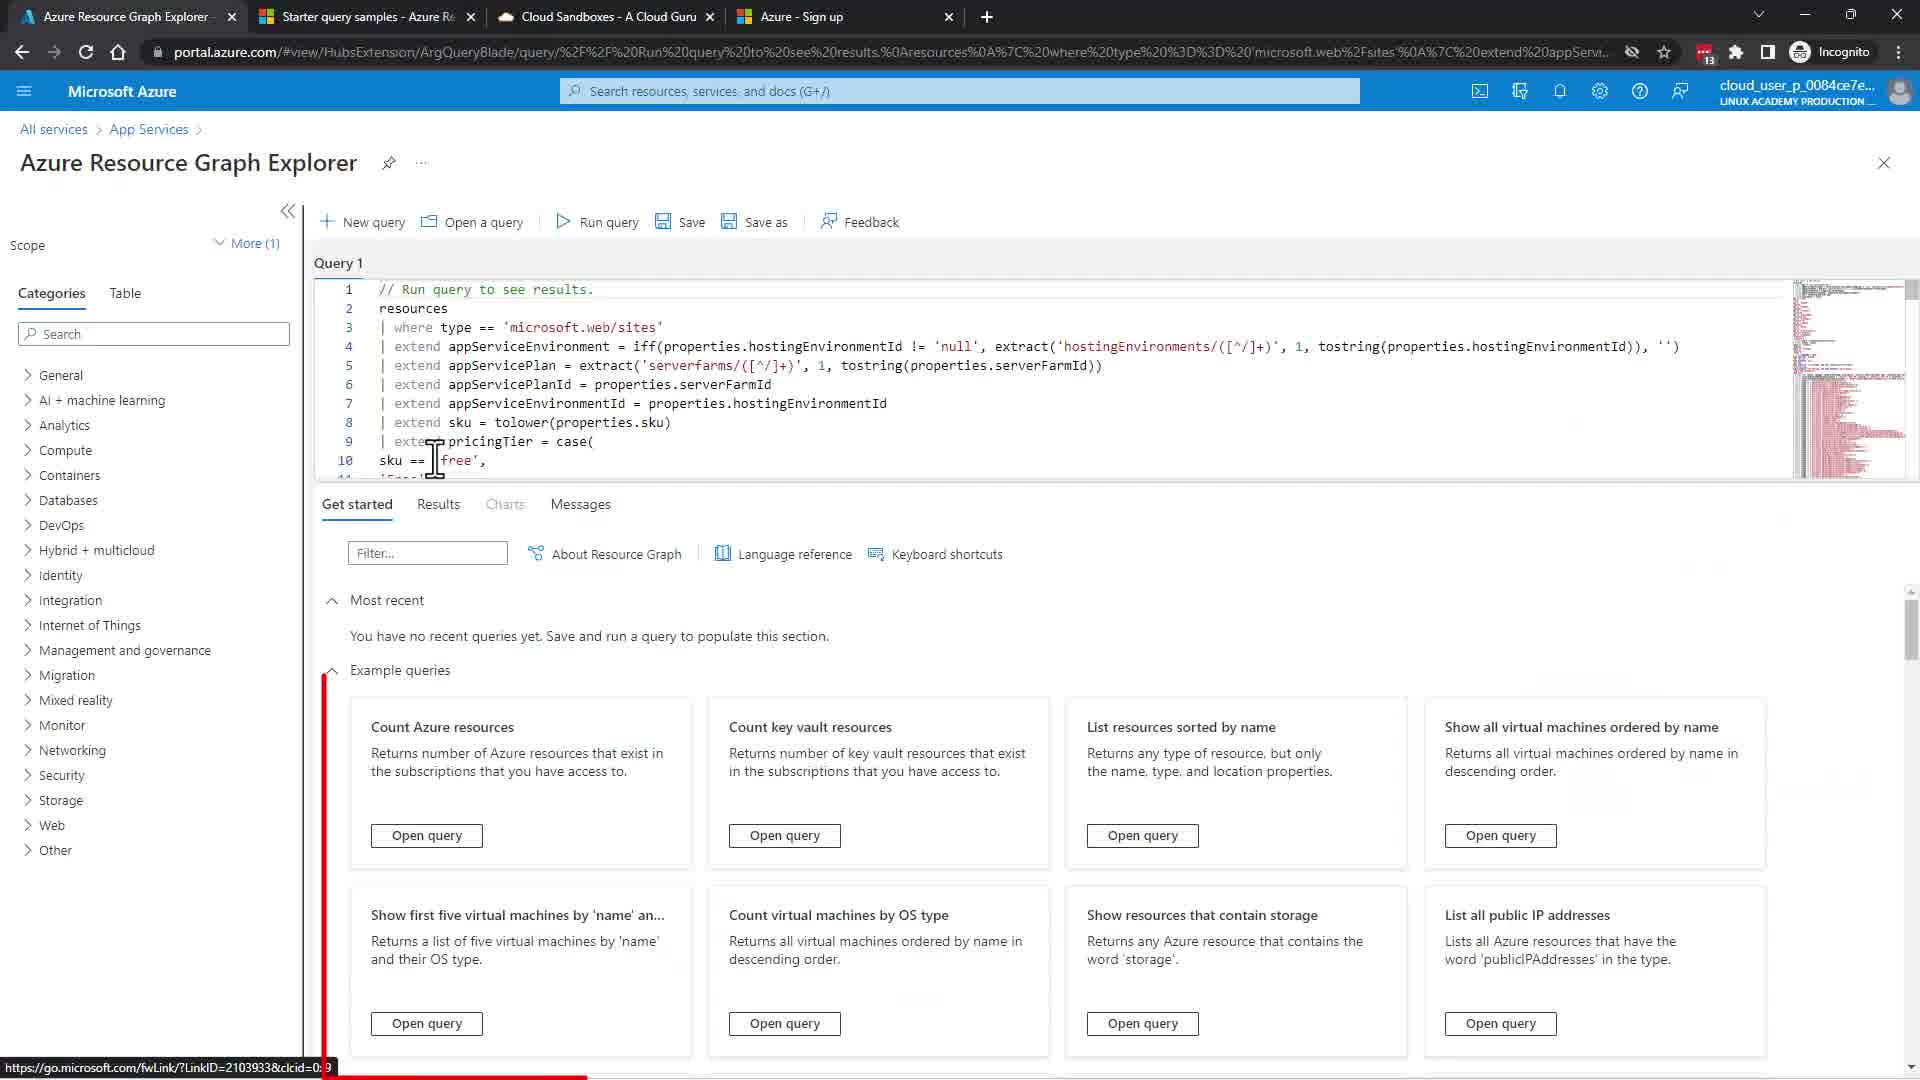 Azure Resource Graph Explorer -
Starter query samples - Azure Re
Cloud Sandboxes - A Cloud Guru
Azure - Sign up
portal.azure.com/#view/HubsExtension/ArgQueryBlade/query/%2F%2F%20Run%20query%20to%20see%20results.%0Aresources%0A%7C%20where%20type%20%3D%3D%20'microsoft.web%2Fsites'%0A%7C%20extend%20appServi...
13
Incognito
Microsoft Azure
Search resources, services, and docs (G+/)
cloud_user_p_0084ce7e...
LINUX ACADEMY PRODUCTION ...
All services > App Services >
Azure Resource Graph Explorer
...
Scope
More (1)
Categories
Table
Search
General
AI + machine learning
Analytics
Compute
Containers
Databases
DevOps
Hybrid + multicloud
Identity
Integration
Internet of Things
Management and governance
Migration
Mixed reality
Monitor
Networking
Security
Storage
Web
Other
New query
Open a query
Run query
Save
Save as
Feedback
Query 1
1 // Run query to see results.
2 resources
3 | where type == 'microsoft.web/sites'
4 | extend appServiceEnvironment = iff(properties.hostingEnvironmentId != 'null', extract('hostingEnvironments/([^/]+)', 1, tostring(properties.hostingEnvironmentId)), '')
5 | extend appServicePlan = extract('serverfarms/([^/]+)', 1, tostring(properties.serverFarmId))
6 | extend appServicePlanId = properties.serverFarmId
7 | extend appServiceEnvironmentId = properties.hostingEnvironmentId
8 | extend sku = tolower(properties.sku)
9 | extend pricingTier = case(
10 sku == 'free',
Get started
Results
Charts
Messages
Filter...
About Resource Graph
Language reference
Keyboard shortcuts
Most recent
You have no recent queries yet. Save and run a query to populate this section.
Example queries
Count Azure resources
Returns number of Azure resources that exist in
the subscriptions that you have access to.
Open query
Count key vault resources
Returns number of key vault resources that exist
in the subscriptions that you have access to.
Open query
List resources sorted by name
Returns any type of resource, but only
the name, type, and location properties.
Open query
Show all virtual machines ordered by name
Returns all virtual machines ordered by name in
descending order.
Open query
Show first five virtual machines by 'name' an...
Returns a list of five virtual machines by 'name'
and their OS type.
Open query
Count virtual machines by OS type
Returns all virtual machines ordered by name in
descending order.
Open query
Show resources that contain storage
Returns any Azure resource that contains the
word 'storage'.
Open query
List all public IP addresses
Lists all Azure resources that have the
word 'publicIPAddresses' in the type.
Open query
https://go.microsoft.com/fwLink/?LinkID=2103933&clcid=0x9